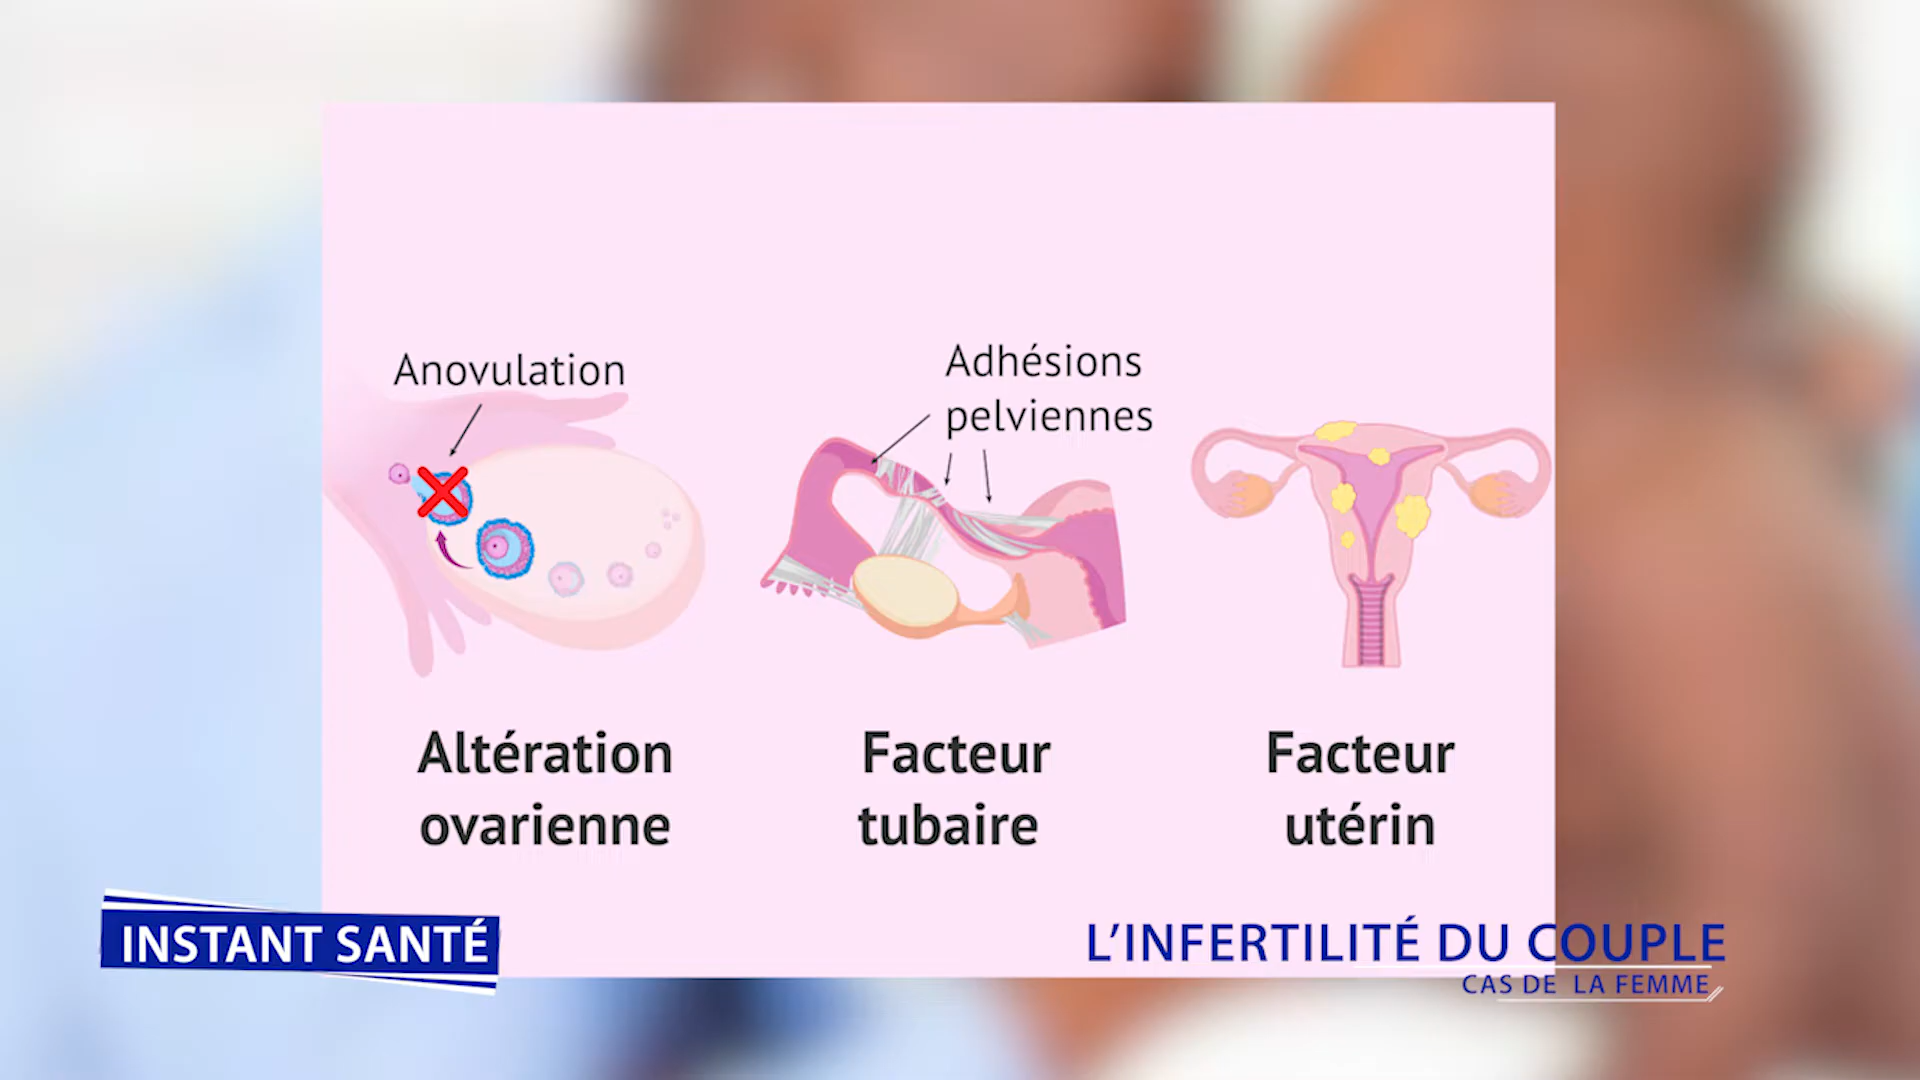 Anovulation
Adhésions
pelviennes
Altération
ovarienne
Facteur
tubaire
Facteur
utérin
INSTANT SANTÉ
L'INFERTILITÉ DU COUPLE
CAS DE LA FEMME